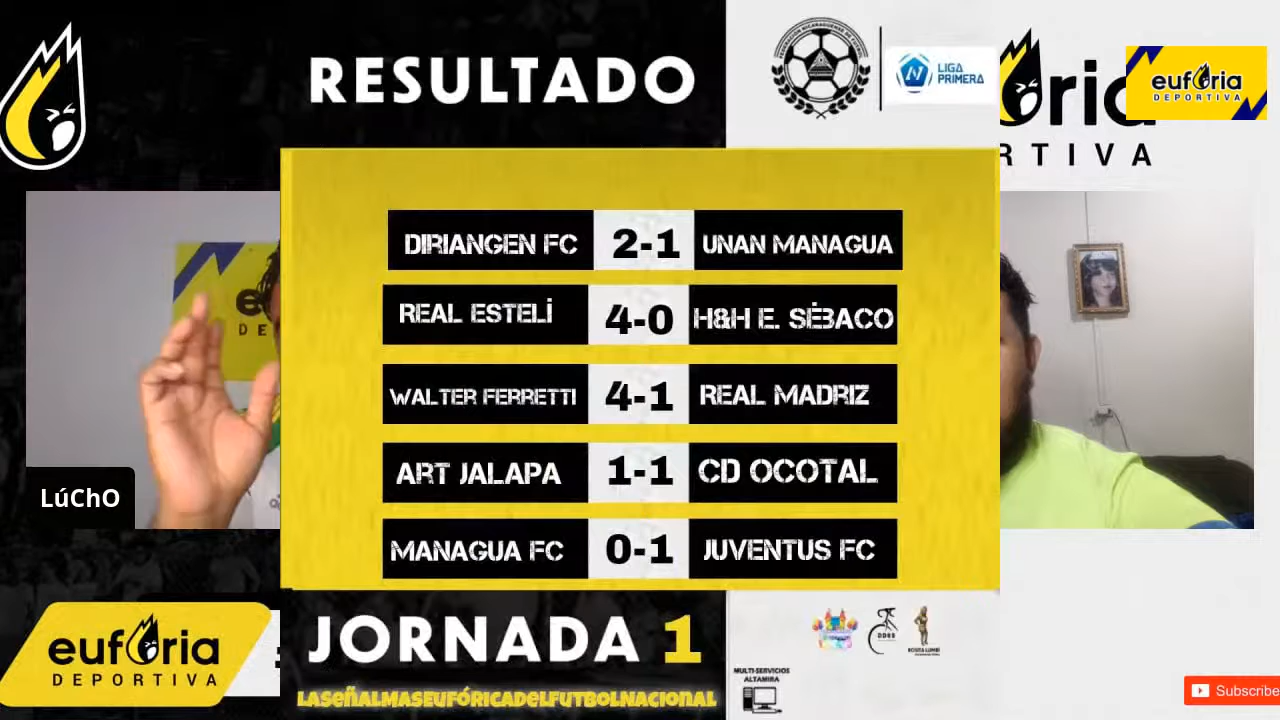 RESULTADO
LIGA
PRIMERA
euforia
DEPORTIVA
RTIVA
DIRIANGEN FC 2-1 UNAN MANAGUA
REAL ESTELÍ 4-0 H&H E. SÉBACO
WALTER FERRETTI 4-1 REAL MADRIZ
ART JALAPA 1-1 CD OCOTAL
MANAGUA FC 0-1 JUVENTUS FC
LúChO
euforia
DEPORTIVA
JORNADA 1
LASEÑALMASEUFÓRICADELFUTBOLNACIONAL
MULTI-SERVICIOS
ALTAMIRA
Subscribe